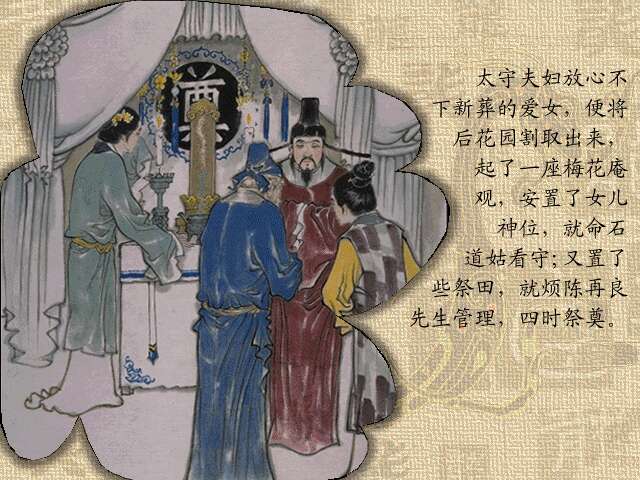 奠
太守夫妇放心不
下新葬的爱女，便将
后花园割取出来，
起了一座梅花庵
观，安置了女儿
神位，就命石
道姑看守；又置了
些祭田，就烦陈再良
先生管理，四时祭奠。